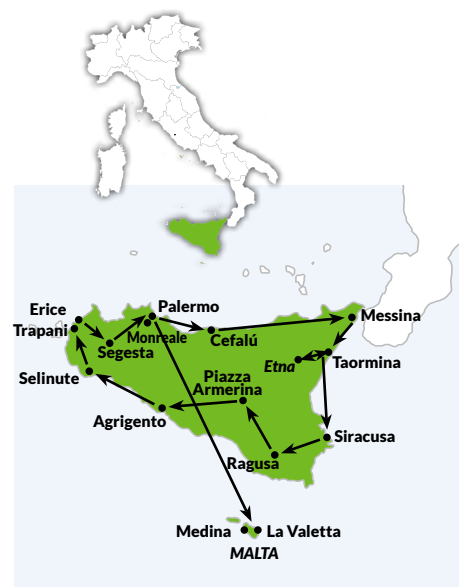 Palermo
Erice
Messina
Trapani
Monreale
Cefalú
Segesta
Taormina
Etna
Selinute
Piazza
Armerina
Agrigento
Siracusa
Ragusa
Medina
La Valetta
MALTA